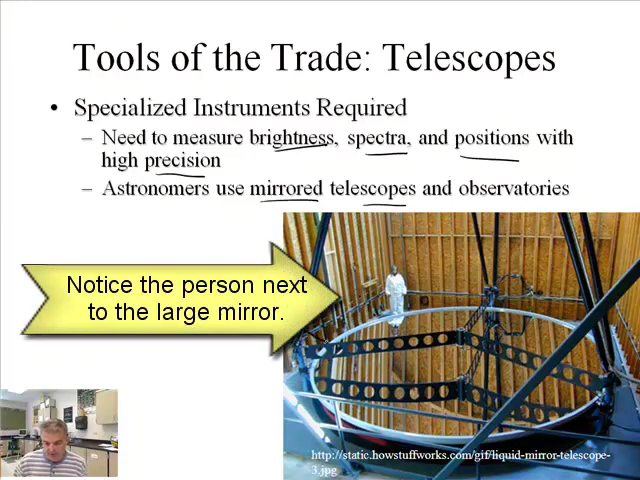 Tools of the Trade: Telescopes
• Specialized Instruments Required
– Need to measure brightness, spectra, and positions with
high precision
– Astronomers use mirrored telescopes and observatories
Notice the person next
to the large mirror.
http://static.howstuffworks.com/gif/liquid-mirror-telescope-
3.jpg